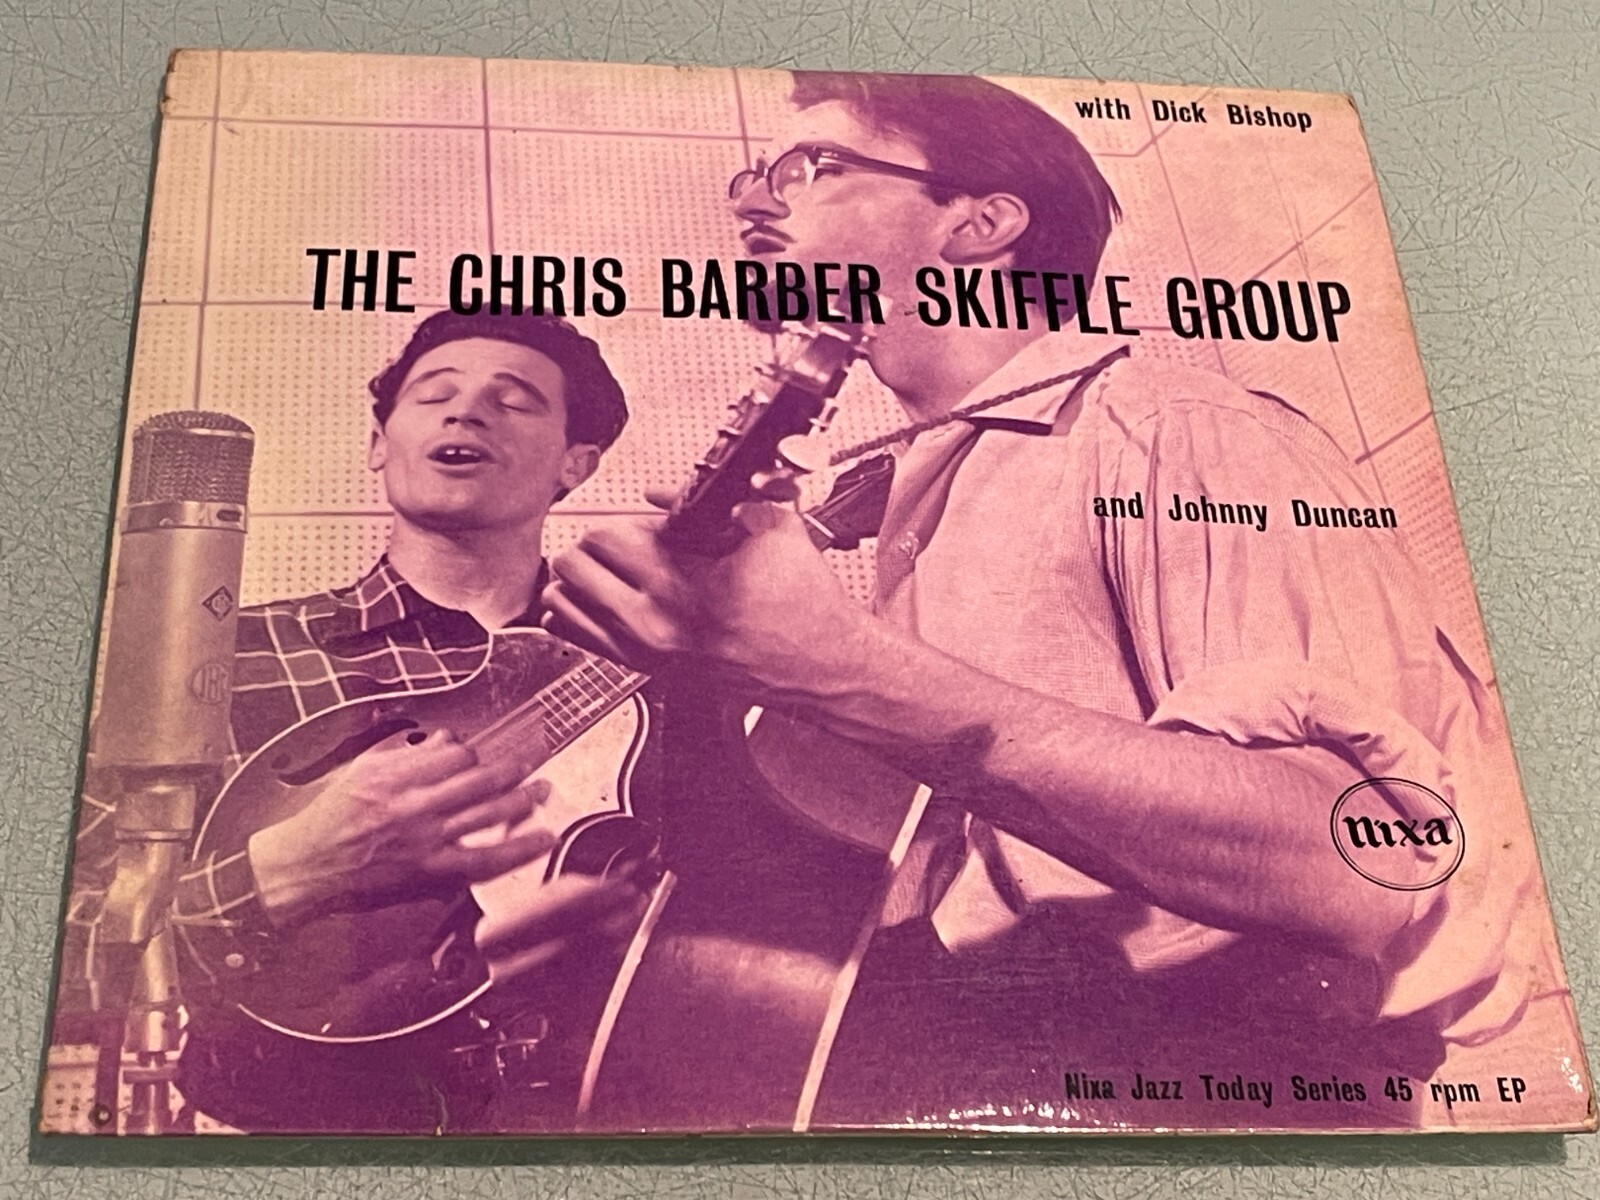 with Dick Bishop
THE CHRIS BARBER SKIFFLE GROUP
and Johnny Duncan
nixa
Nixa Jazz Today Series 45 rpm EP